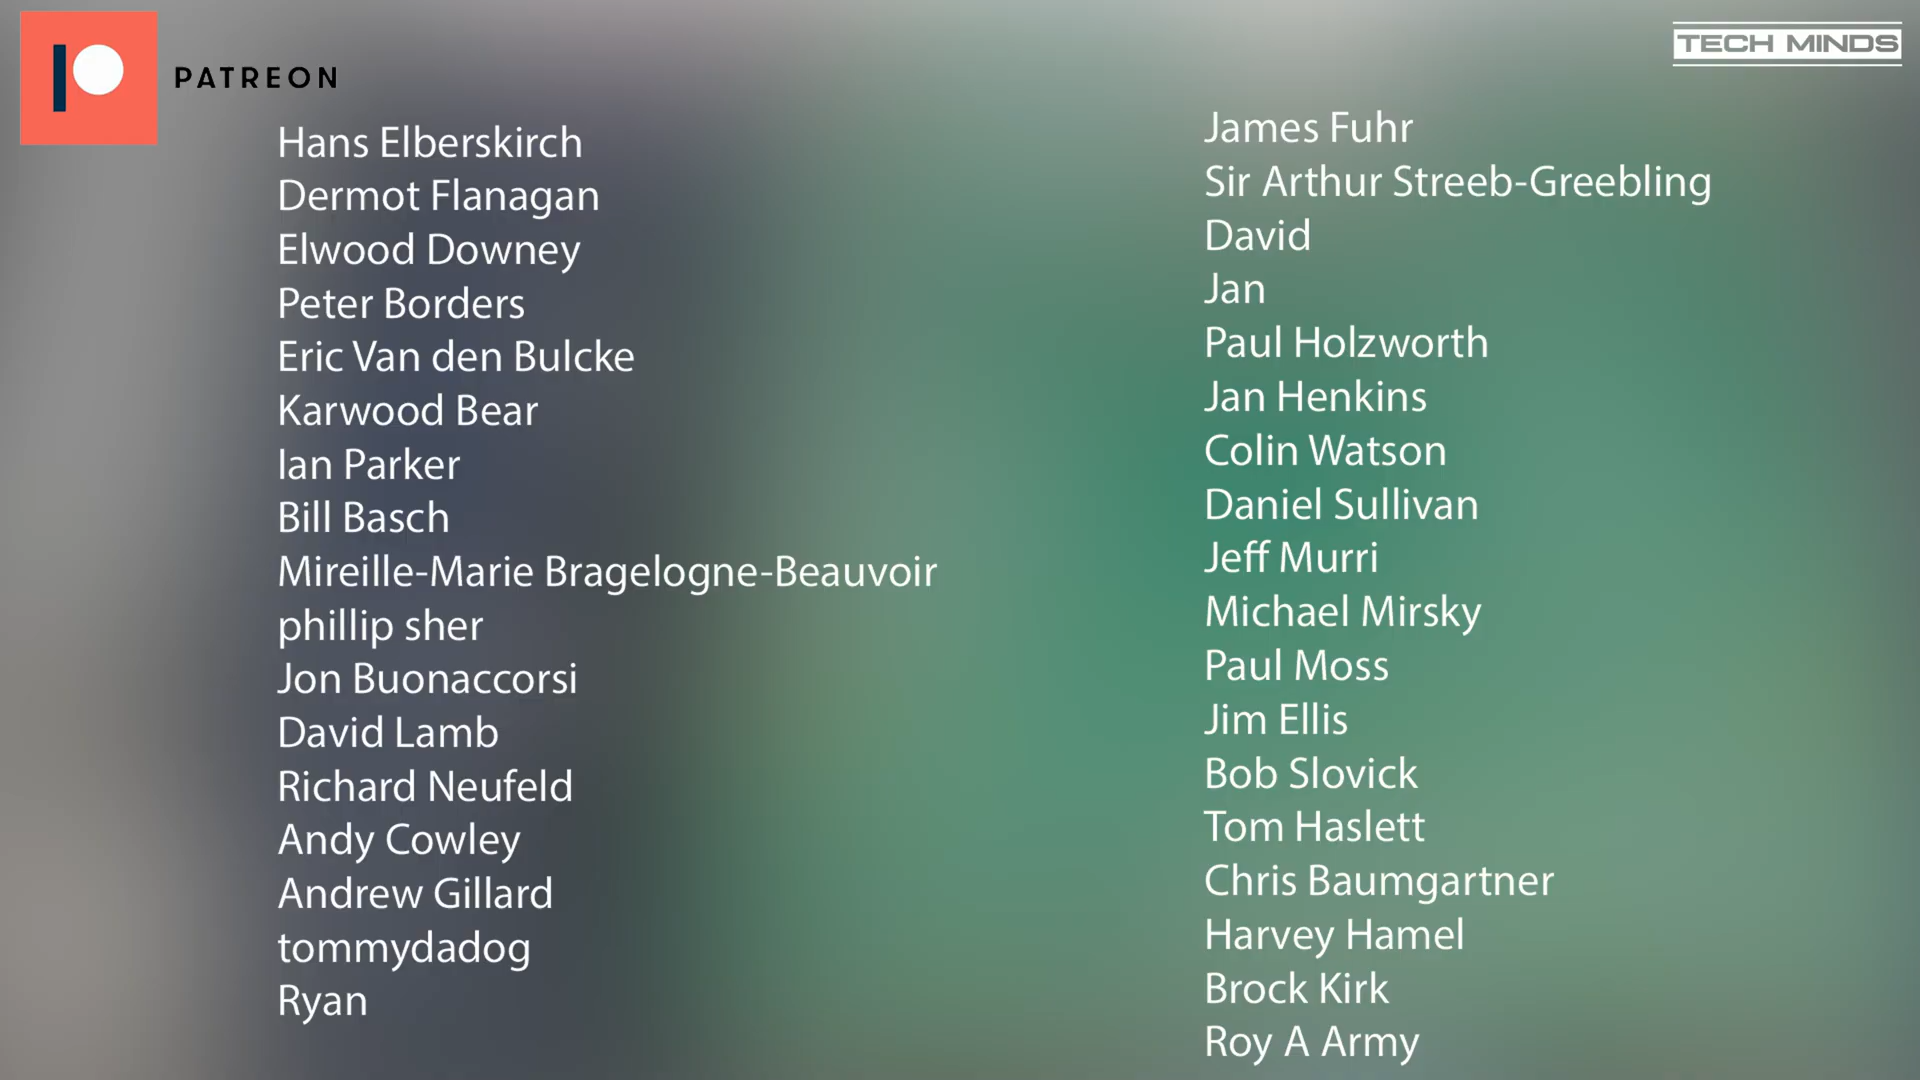 PATREON
TECH MINDS
Hans Elberskirch
Dermot Flanagan
Elwood Downey
Peter Borders
Eric Van den Bulcke
Karwood Bear
Ian Parker
Bill Basch
Mireille-Marie Bragelogne-Beauvoir
phillip sher
Jon Buonaccorsi
David Lamb
Richard Neufeld
Andy Cowley
Andrew Gillard
tommydadog
Ryan
James Fuhr
Sir Arthur Streeb-Greebling
David
Jan
Paul Holzworth
Jan Henkins
Colin Watson
Daniel Sullivan
Jeff Murri
Michael Mirsky
Paul Moss
Jim Ellis
Bob Slovick
Tom Haslett
Chris Baumgartner
Harvey Hamel
Brock Kirk
Roy A Army